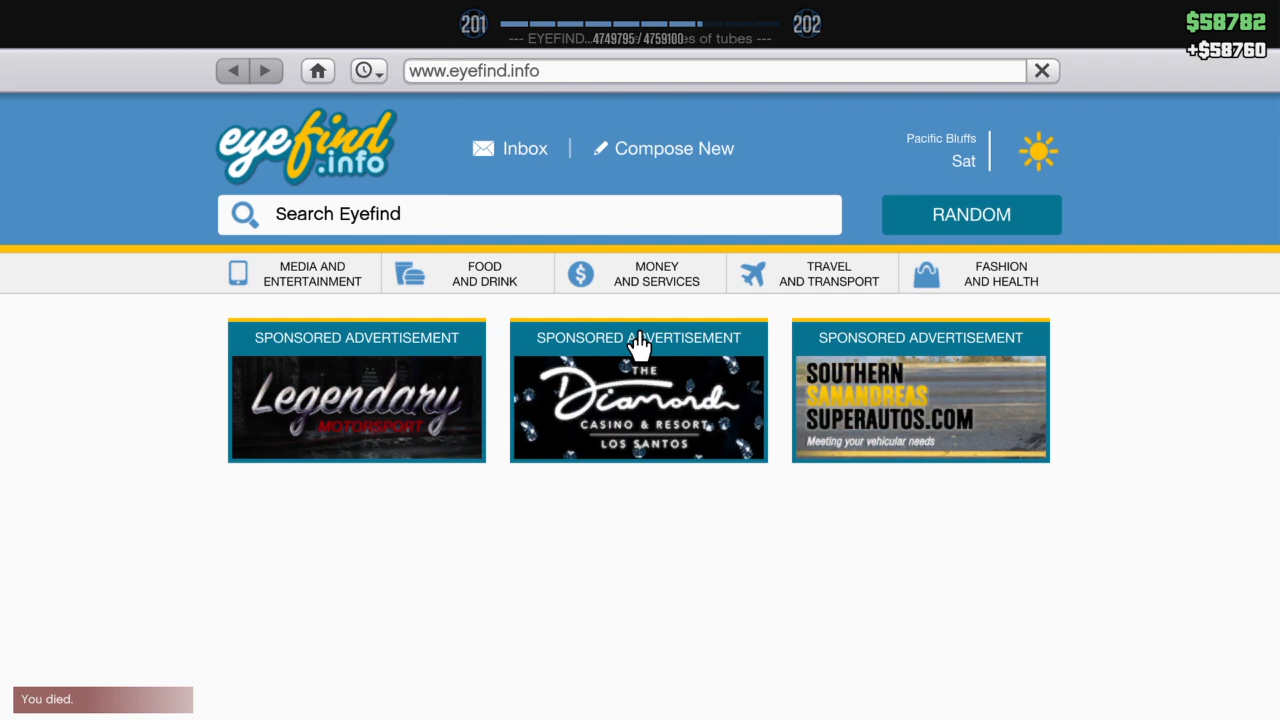 201
202
--- EYEFIND... 4749795 / 4759100 es of tubes ---
$58782
+$58760
www.eyefind.info
eyefind
.info
Inbox
Compose New
Pacific Bluffs
Sat
Search Eyefind
RANDOM
MEDIA AND
ENTERTAINMENT
FOOD
AND DRINK
MONEY
AND SERVICES
TRAVEL
AND TRANSPORT
FASHION
AND HEALTH
SPONSORED ADVERTISEMENT
Legendary
MOTORSPORT
SPONSORED ADVERTISEMENT
THE
Diamond
CASINO & RESORT
LOS SANTOS
SPONSORED ADVERTISEMENT
SOUTHERN
SANANDREAS
SUPERAUTOS.COM
Meeting your vehicular needs
You died.